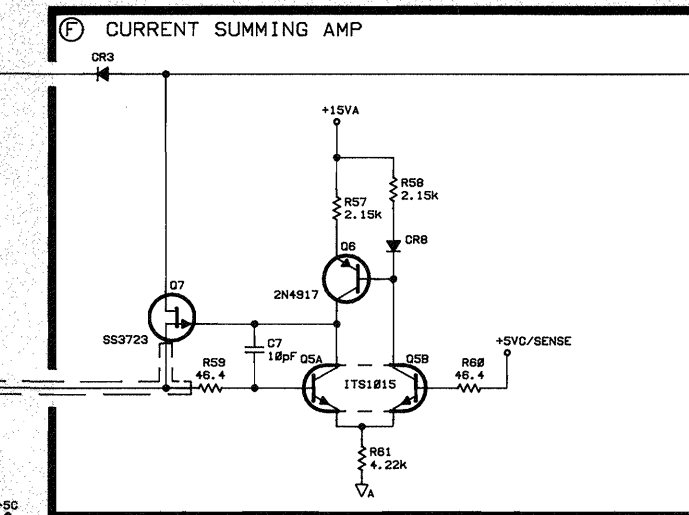 F CURRENT SUMMING AMP
CR3
+15VA
R58
2.15k
R57
2.15k
CR8
Q6
2N4917
Q7
SS3723
C7
10pF
+5VC/SENSE
R59
46.4
Q5A
ITS1015
Q5B
R60
46.4
R61
4.22k
A
+5C